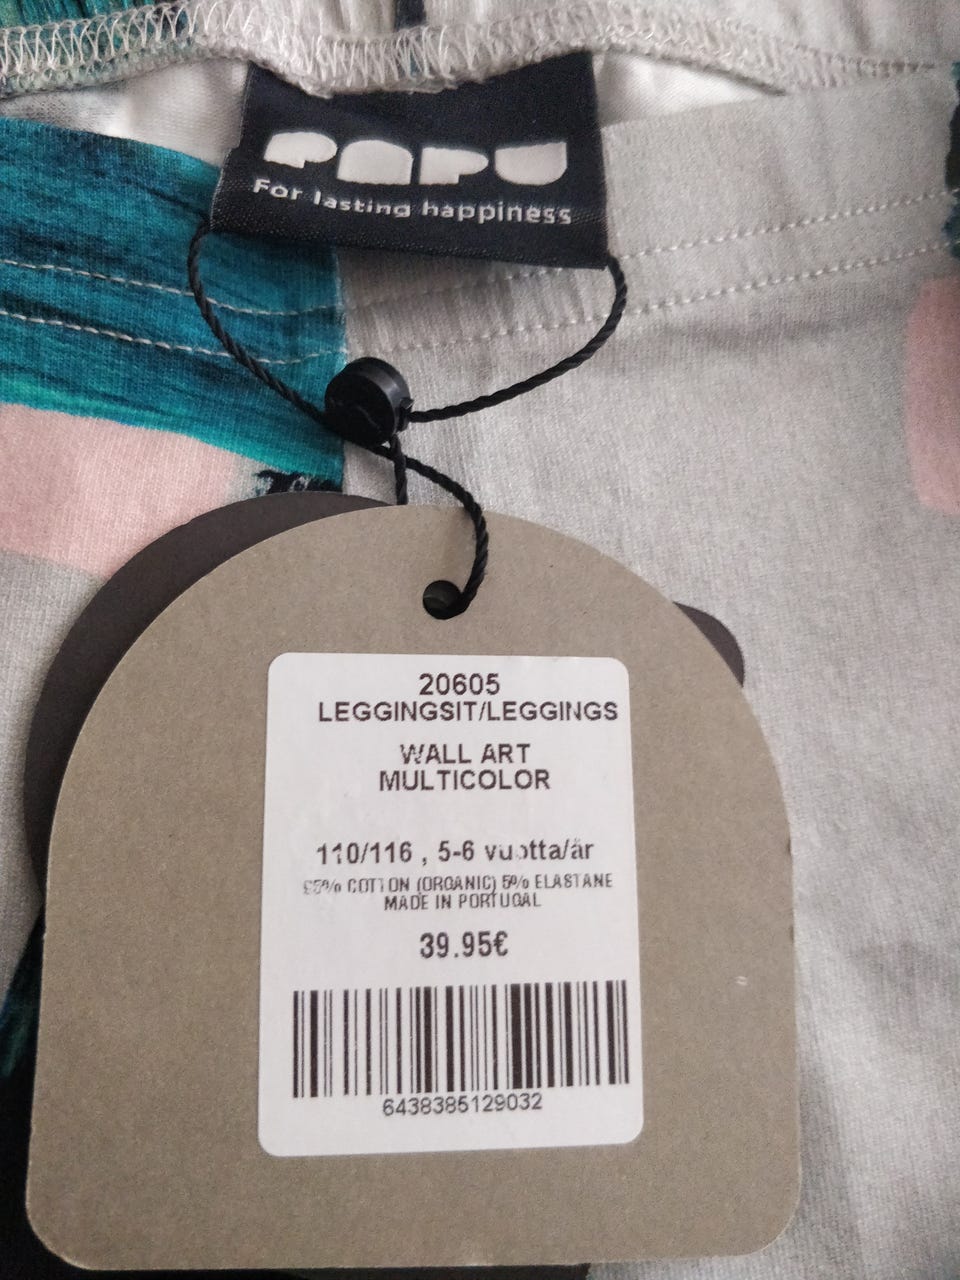 PAPU
For lasting happiness
20605
LEGGINGSIT/LEGGINGS
WALL ART
MULTICOLOR
110/116 , 5-6 vuotta/år
95% COTTON (ORGANIC) 5% ELASTANE
MADE IN PORTUGAL
39.95€
6438385129032